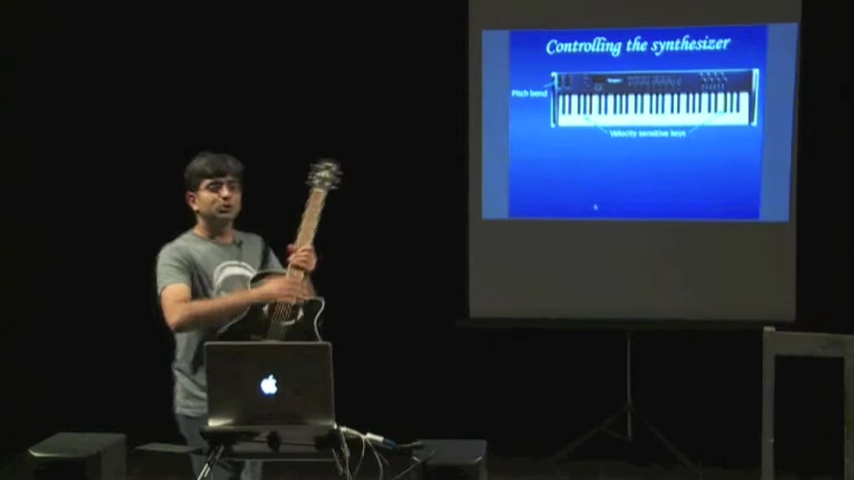 Controlling the synthesizer
Pitch bend
Velocity sensitive keys